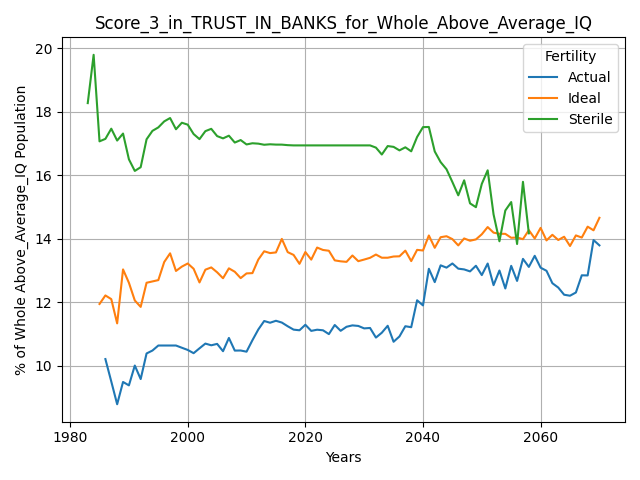 Score_3_in_TRUST_IN_BANKS_for_Whole_Above_Average_IQ
% of Whole Above_Average_IQ Population
20
18
16
14
12
10
Fertility
Actual
Ideal
Sterile
1980
2000
2020
2040
2060
Years